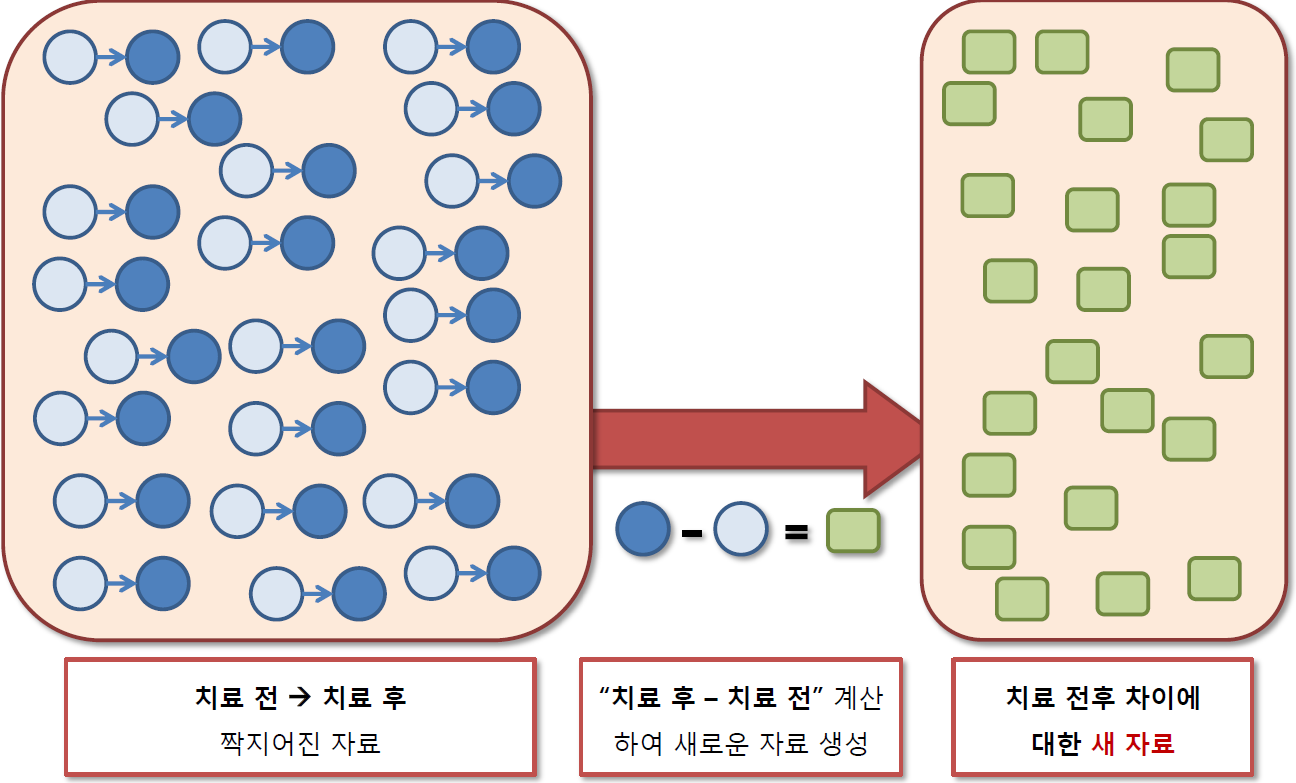 − =
치료 전 → 치료 후
짝지어진 자료
“치료 후 – 치료 전” 계산
하여 새로운 자료 생성
치료 전후 차이에
대한 새 자료